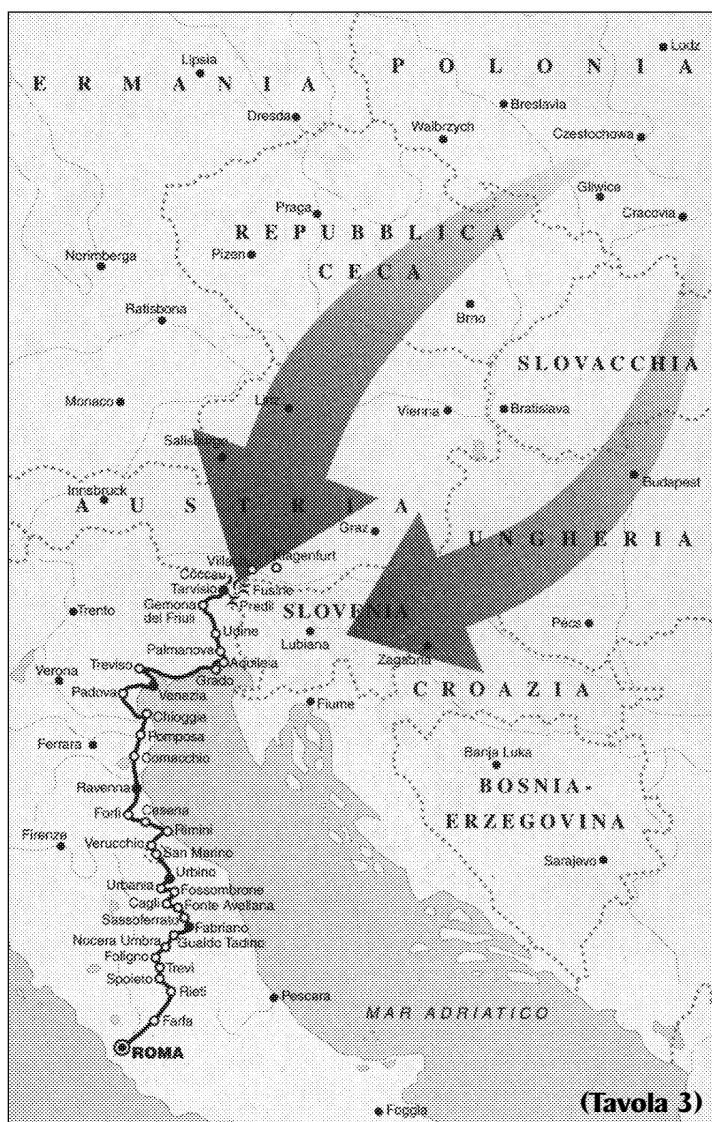 Lodz
Lipsia
POLONIA
ERMANIA
Breslavia
Dresda
Walbrzych
Czestochowa
Gliwice
Praga
Cracovia
REPUBBLICA
CECA
Plzen
Norimberga
Brno
Ratisbona
SLOVACCHIA
Monaco
Linz
Vienna
Bratislava
Salisburgo
Budapest
Innsbruck
AUSTRIA
Graz
UNGHERIA
Villach
Klagenfurt
Coccau
Tarvisio
Fusine
Predil
Gemona
del Friuli
SLOVENIA
Trento
Lubiana
Pécs
Udine
Palmanova
Zagabria
Treviso
Aquileia
Grado
Verona
CROAZIA
Padova
Venezia
Fiume
Chioggia
Pomposa
Ferrara
Banja Luka
Comacchio
BOSNIA-
ERZEGOVINA
Ravenna
Forlì
Cesena
Rimini
Firenze
Verucchio
San Marino
Sarajevo
Urbino
Urbania
Fossombrone
Cagli
Fonte Avellana
Sassoferrato
Fabriano
Nocera Umbra
Gualdo Tadino
Foligno
Trevi
Spoleto
Rieti
Pescara
MAR ADRIATICO
Farfa
ROMA
(Tavola 3)
Foggia